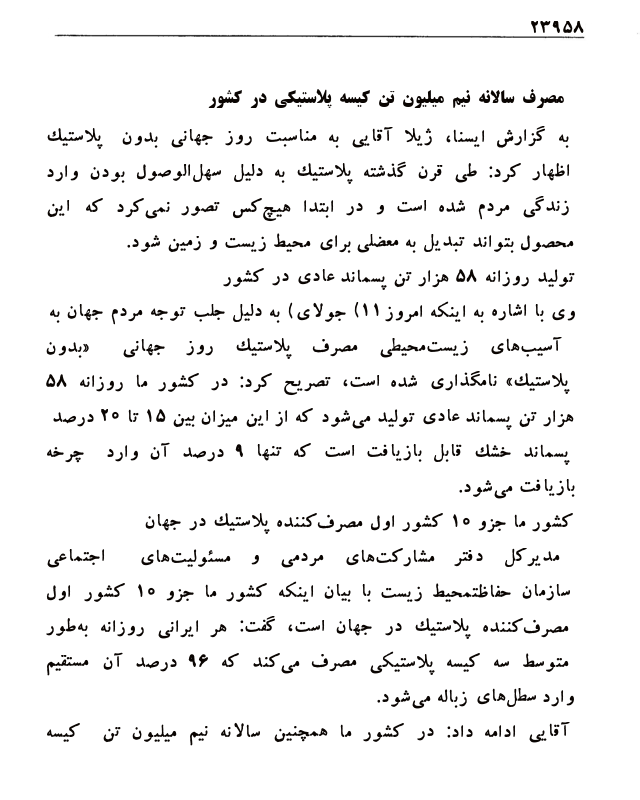 ۲۳۹۵۸
مصرف سالانه نیم میلیون تن کیسه پلاستیکی در کشور
به گزارش ایسنا، ژیلا آقایی به مناسبت روز جهانی بدون پلاستیك
اظهار کرد: طی قرن گذشته پلاستیك به دلیل سهل‌الوصول بودن وارد
زندگی مردم شده است و در ابتدا هیچ‌کس تصور نمی‌کرد که این
محصول بتواند تبدیل به معضلی برای محیط زیست و زمین شود.
تولید روزانه ۵۸ هزار تن پسماند عادی در کشور
وی با اشاره به اینکه امروز ۱۱) جولای) به دلیل جلب توجه مردم جهان به
آسیب‌های زیست‌محیطی مصرف پلاستیك روز جهانی «بدون
پلاستیك» نامگذاری شده است، تصریح کرد: در کشور ما روزانه ۵۸
هزار تن پسماند عادی تولید می‌شود که از این میزان بین ۱۵ تا ۲۰ درصد
پسماند خشك قابل بازیافت است که تنها ۹ درصد آن وارد چرخه
بازیافت می‌شود.
کشور ما جزو ۱۰ کشور اول مصرف‌کننده پلاستیك در جهان
مدیرکل دفتر مشارکت‌های مردمی و مسئولیت‌های اجتماعی
سازمان حفاظتمحیط زیست با بیان اینکه کشور ما جزو ۱۰ کشور اول
مصرف‌کننده پلاستیك در جهان است، گفت: هر ایرانی روزانه به‌طور
متوسط سه کیسه پلاستیکی مصرف می‌کند که ۹۶ درصد آن مستقیم
وارد سطل‌های زباله می‌شود.
آقایی ادامه داد: در کشور ما همچنین سالانه نیم میلیون تن کیسه